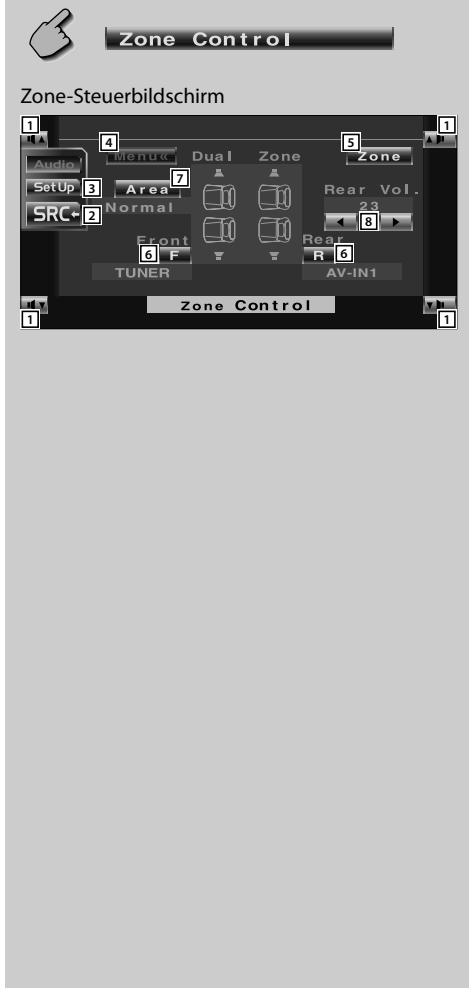 Zone Control
Zone-Steuerbildschirm
1 1
4 5
Menu« Dual Zone Zone
Audio
7
SetUp 3 Area Rear Vol.
SRC 2 Normal 23
8
Front Rear
6 F R 6
TUNER AV-IN1
Zone Control
1 1